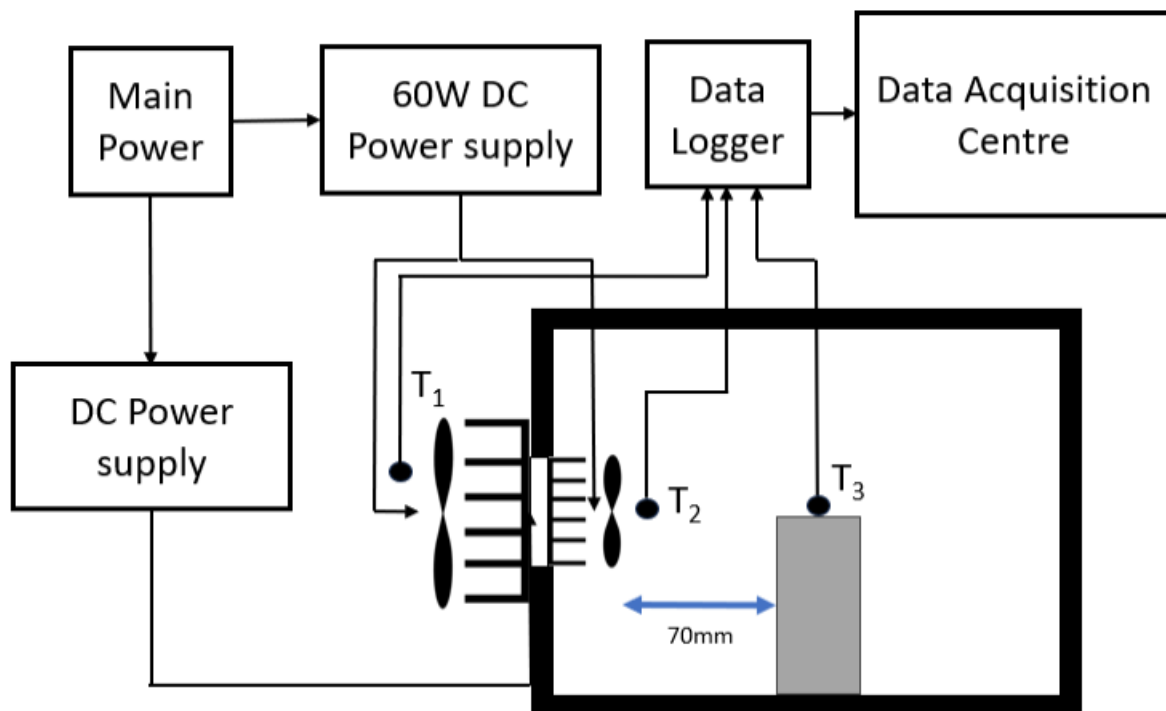 Main
Power
60W DC
Power supply
Data
Logger
Data Acquisition
Centre
DC Power
supply
T₁
T₂
T₃
70mm